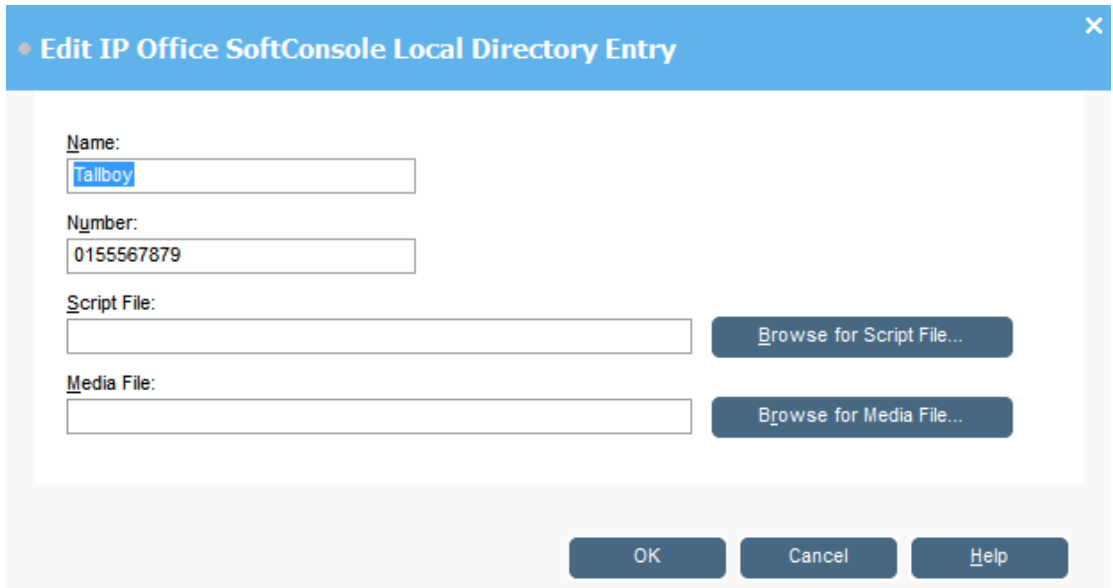 Edit IP Office SoftConsole Local Directory Entry
Name:
Tallboy
Number:
0155567879
Script File:
Browse for Script File...
Media File:
Browse for Media File...
OK Cancel Help